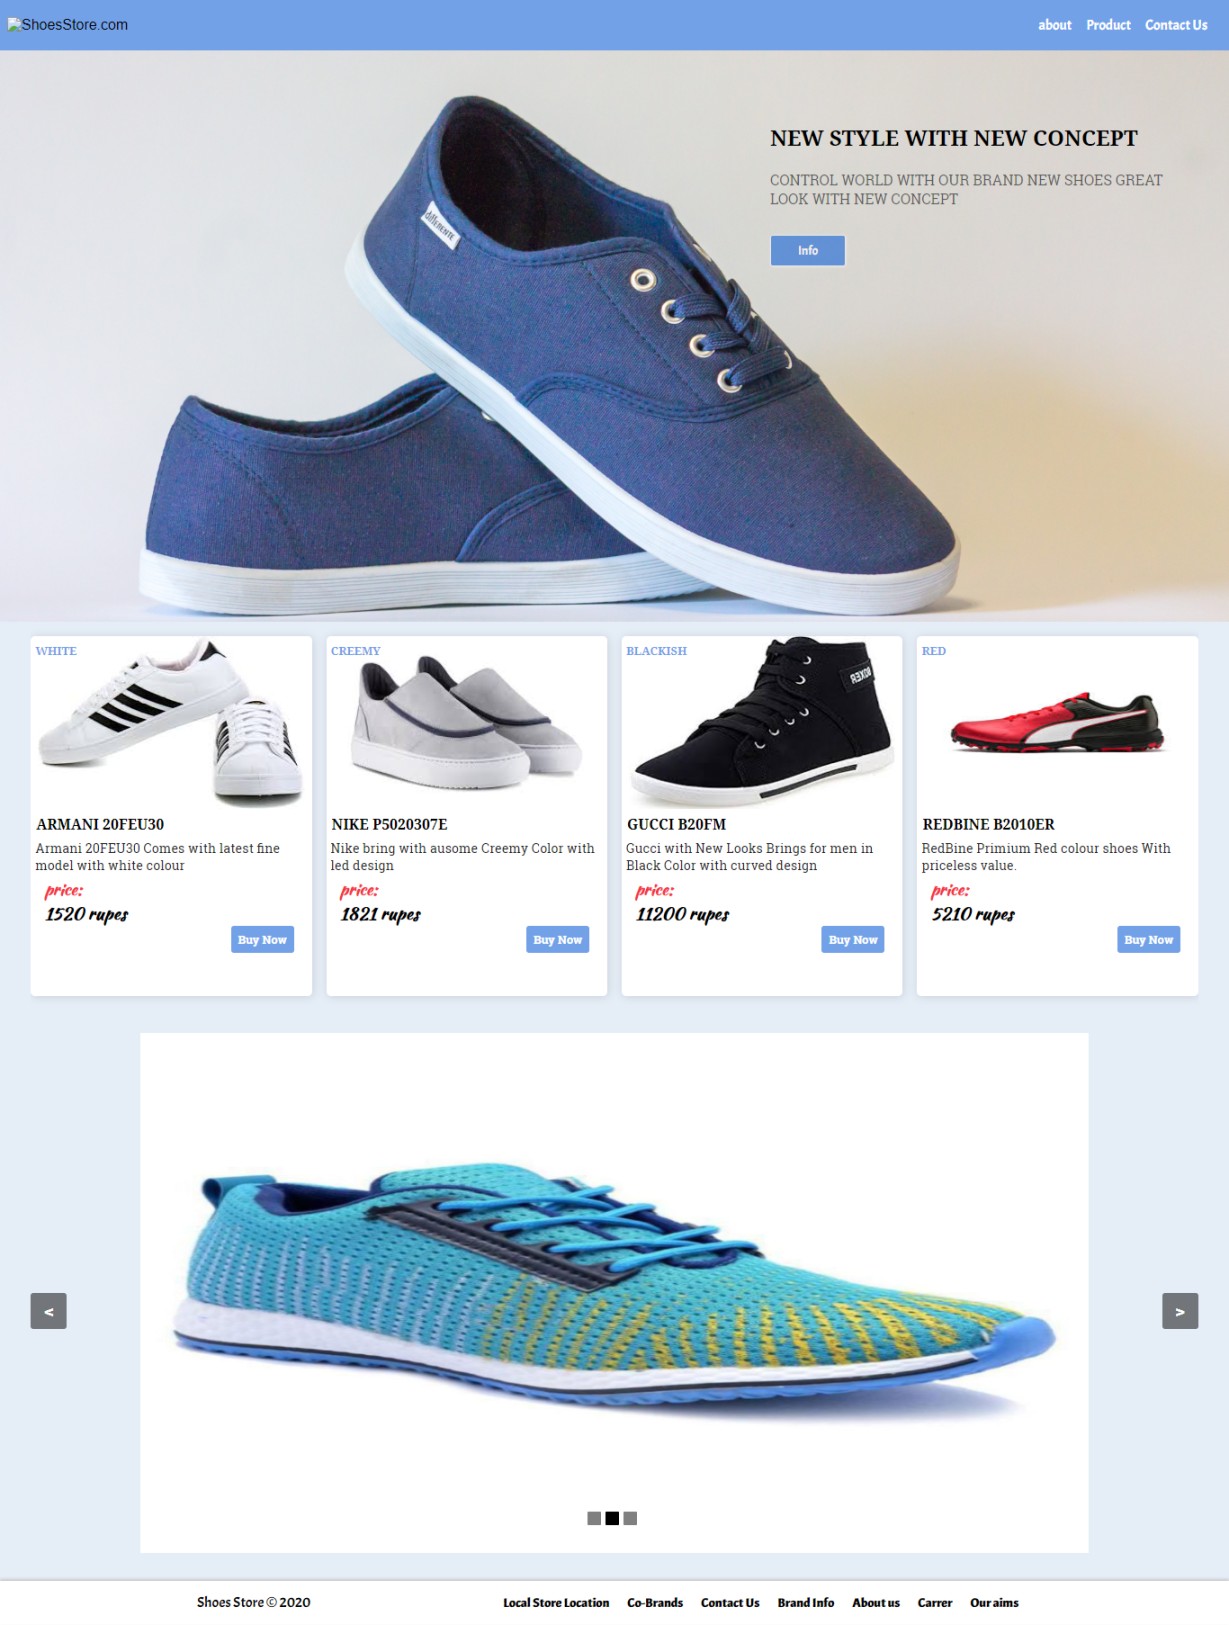 ShoesStore.com
about Product Contact Us
NEW STYLE WITH NEW CONCEPT
CONTROL WORLD WITH OUR BRAND NEW SHOES GREAT
LOOK WITH NEW CONCEPT
Info
WHITE
ARMANI 20FEU30
Armani 20FEU30 Comes with latest fine
model with white colour
price:
1520 rupes
Buy Now
CREEMY
NIKE P5020307E
Nike bring with ausome Creemy Color with
led design
price:
1821 rupes
Buy Now
BLACKISH
GUCCI B20FM
Gucci with New Looks Brings for men in
Black Color with curved design
price:
11200 rupes
Buy Now
RED
REDBINE B2010ER
RedBine Primium Red colour shoes With
priceless value.
price:
5210 rupes
Buy Now
<
>
Shoes Store © 2020
Local Store Location Co-Brands Contact Us Brand Info About us Carrer Our aims